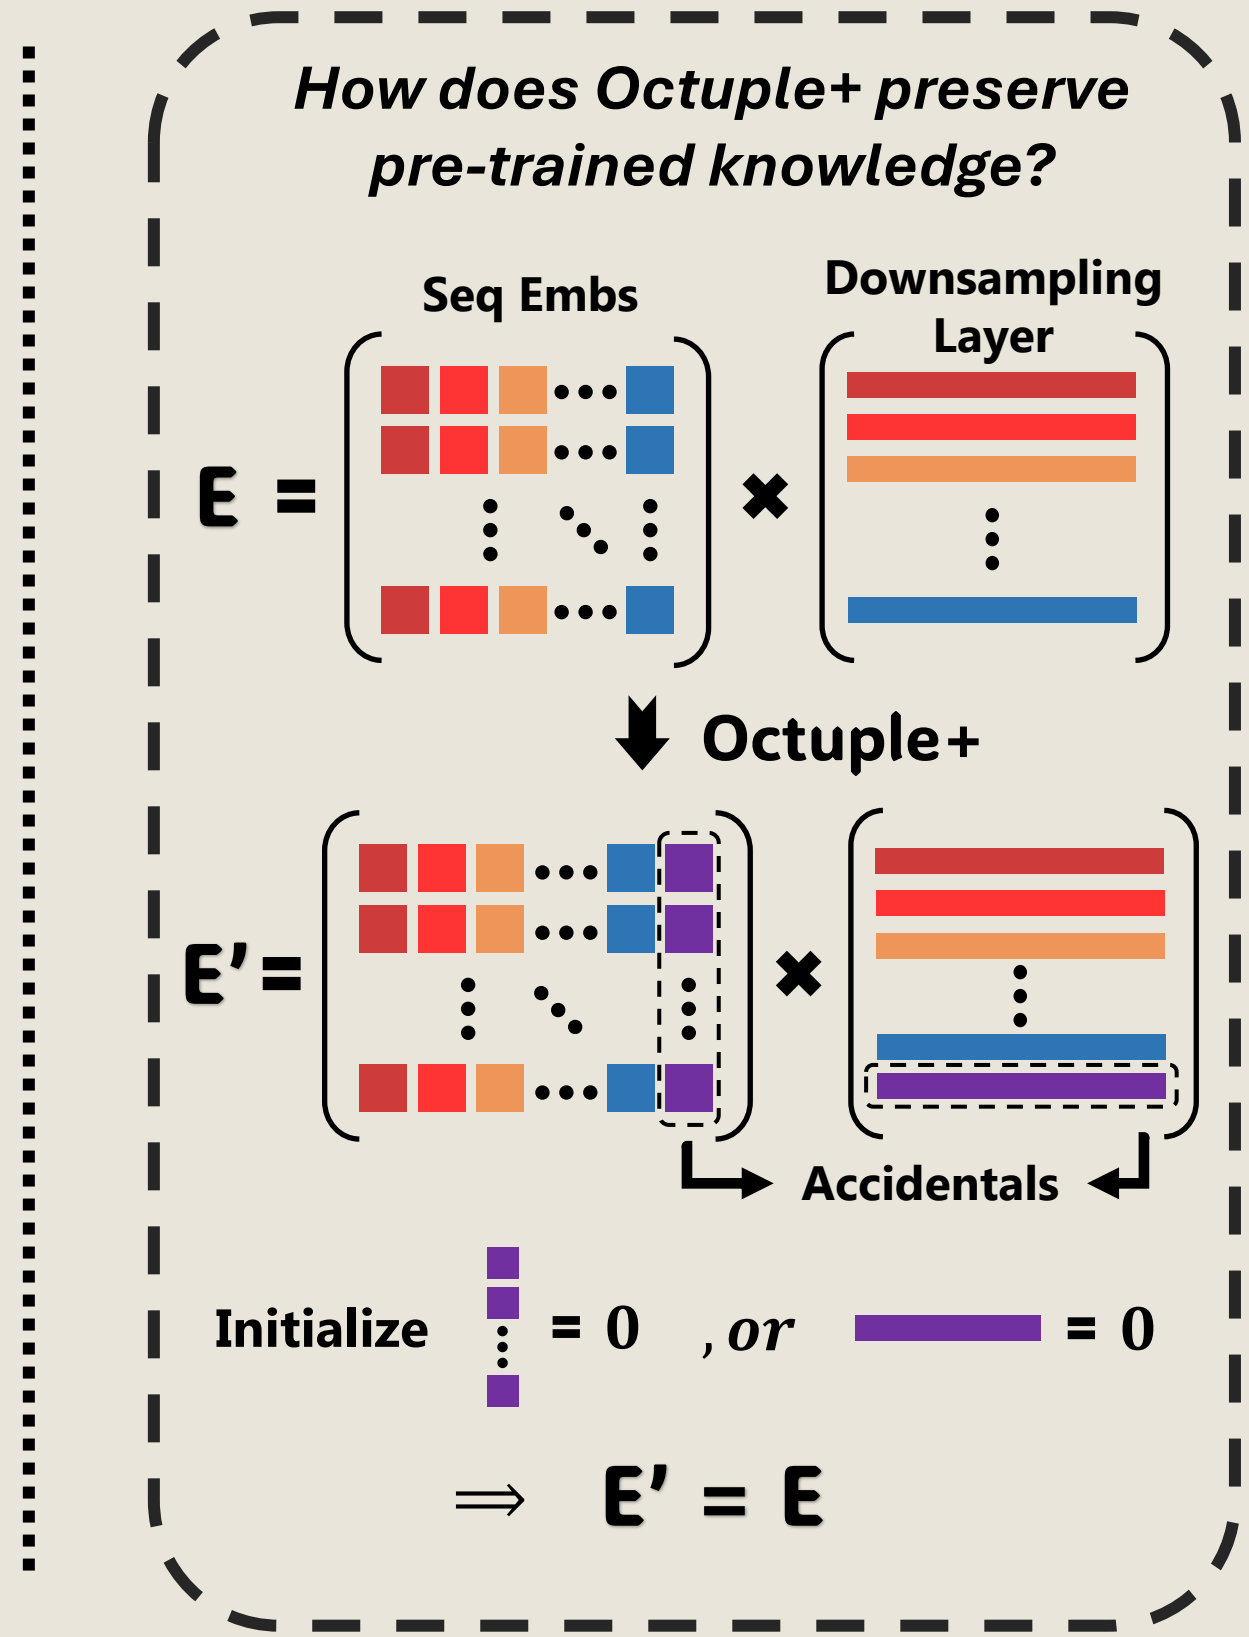 How does Octuple+ preserve
pre-trained knowledge?
Seq Embs
Downsampling
Layer
E =
×
Octuple+
E’=
×
Accidentals
Initialize = 0 , or = 0
⟹ E’ = E